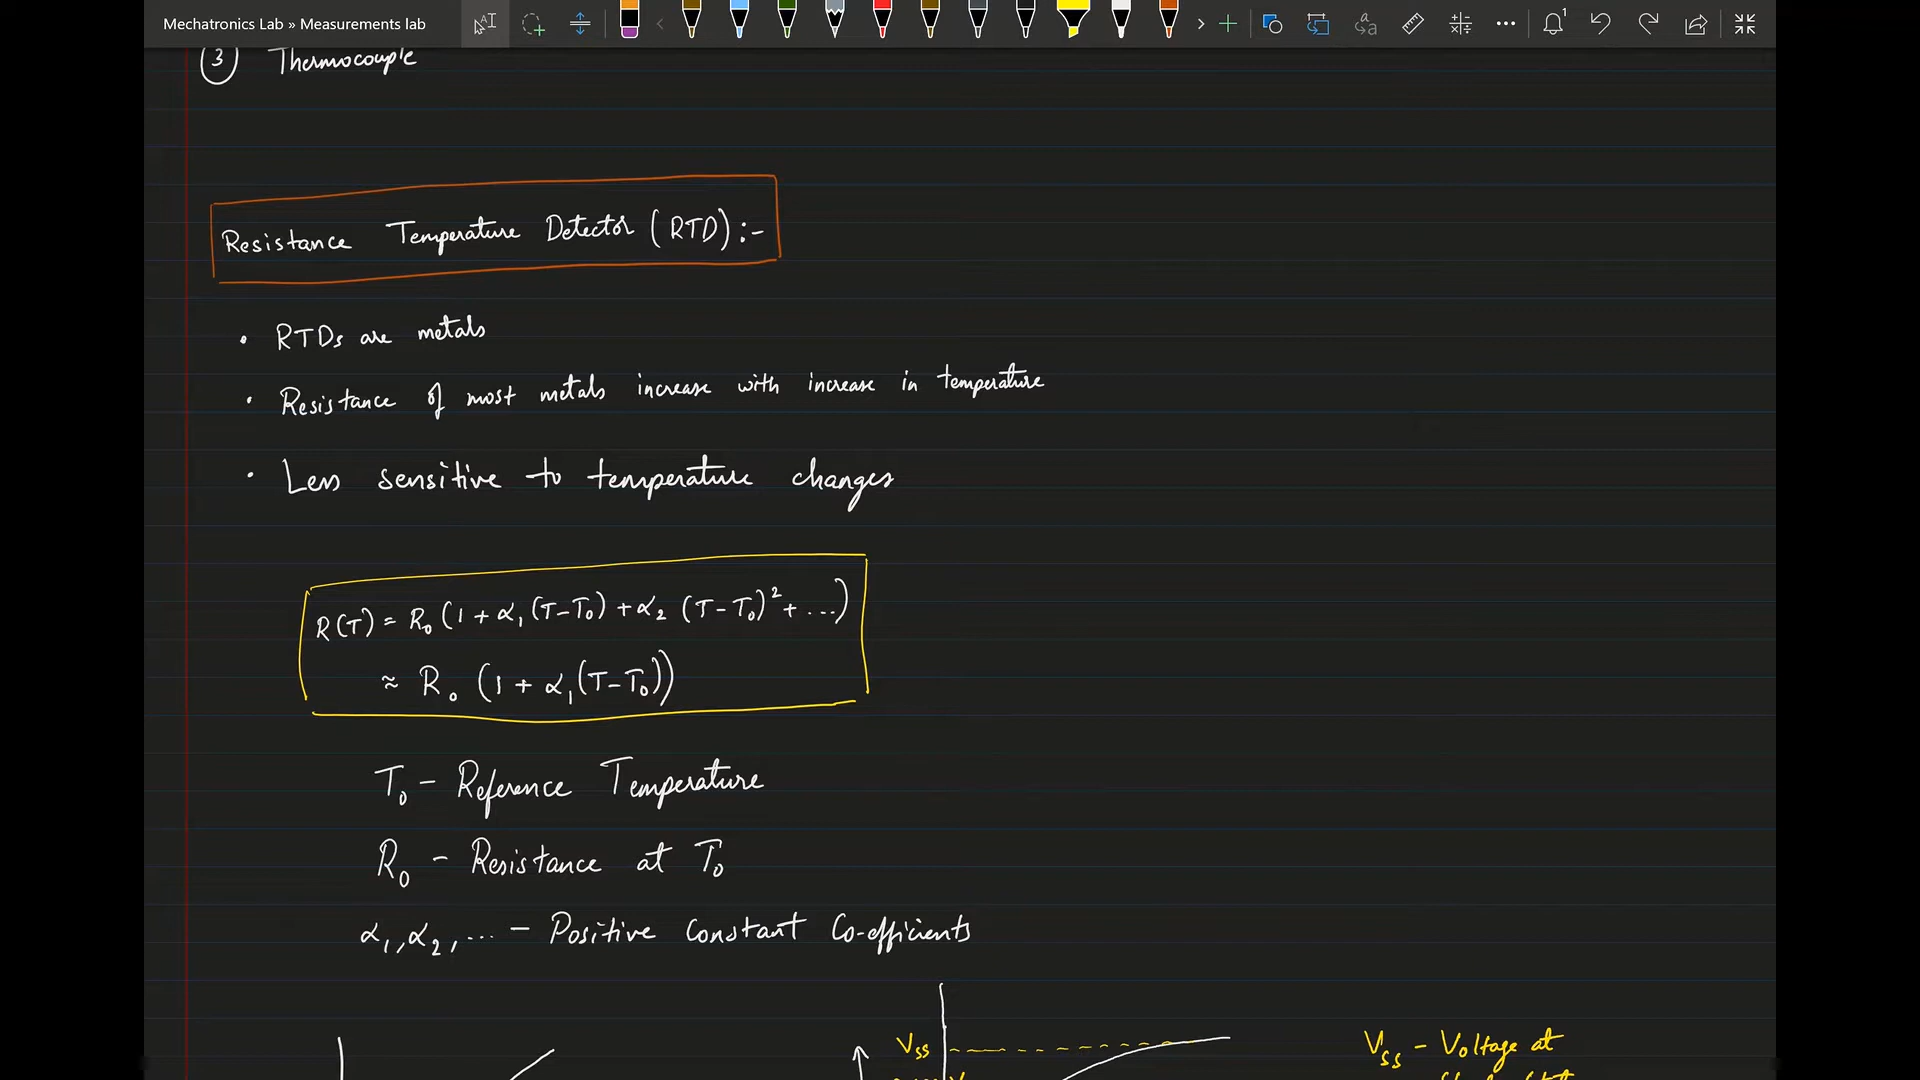 Mechatronics Lab » Measurements lab
3 Thermocouple
Resistance Temperature Detector (RTD):-
• RTDs are metals
• Resistance of most metals increase with increase in temperature
• Less sensitive to temperature changes
R(T) = R₀ (1 + α₁ (T-T₀) + α₂ (T-T₀)² + ...)
≈ R₀ (1 + α₁ (T-T₀))
T₀ - Reference Temperature
R₀ - Resistance at T₀
α₁, α₂, ... - Positive Constant Co-efficients
Vss
Vss - Voltage at